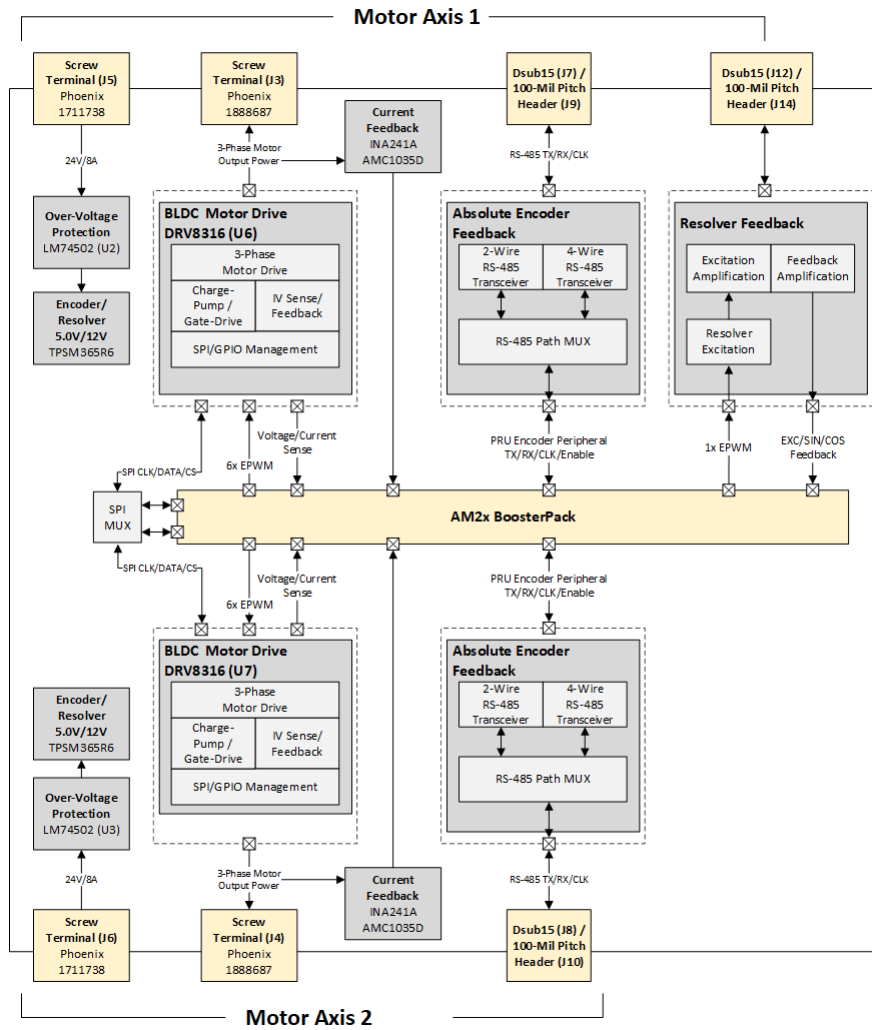 Motor Axis 1
Screw
Terminal (J5)
Phoenix
1711738
Screw
Terminal (J3)
Phoenix
1888687
Dsub15 (J7) /
100-Mil Pitch
Header (J9)
Dsub15 (J12) /
100-Mil Pitch
Header (J14)
Current
Feedback
INA241A
AMC1035D
24V/8A
3-Phase Motor
Output Power
RS-485 TX/RX/CLK
Over-Voltage
Protection
LM74502 (U2)
Encoder/
Resolver
5.0V/12V
TPSM365R6
BLDC Motor Drive
DRV8316 (U6)
3-Phase
Motor Drive
Charge-
Pump /
Gate-Drive
IV Sense/
Feedback
SPI/GPIO Management
Absolute Encoder
Feedback
2-Wire
RS-485
Transceiver
4-Wire
RS-485
Transceiver
RS-485 Path MUX
Resolver Feedback
Excitation
Amplification
Feedback
Amplification
Resolver
Excitation
SPI CLK/DATA/CS
6x EPWM
Voltage/Current
Sense
PRU Encoder Peripheral
TX/RX/CLK/Enable
1x EPWM
EXC/SIN/COS
Feedback
SPI
MUX
AM2x BoosterPack
SPI CLK/DATA/CS
6x EPWM
Voltage/Current
Sense
PRU Encoder Peripheral
TX/RX/CLK/Enable
BLDC Motor Drive
DRV8316 (U7)
3-Phase
Motor Drive
Charge-
Pump /
Gate-Drive
IV Sense/
Feedback
SPI/GPIO Management
Absolute Encoder
Feedback
2-Wire
RS-485
Transceiver
4-Wire
RS-485
Transceiver
RS-485 Path MUX
Encoder/
Resolver
5.0V/12V
TPSM365R6
Over-Voltage
Protection
LM74502 (U3)
24V/8A
3-Phase Motor
Output Power
Current
Feedback
INA241A
AMC1035D
RS-485 TX/RX/CLK
Screw
Terminal (J6)
Phoenix
1711738
Screw
Terminal (J4)
Phoenix
1888687
Dsub15 (J8) /
100-Mil Pitch
Header (J10)
Motor Axis 2